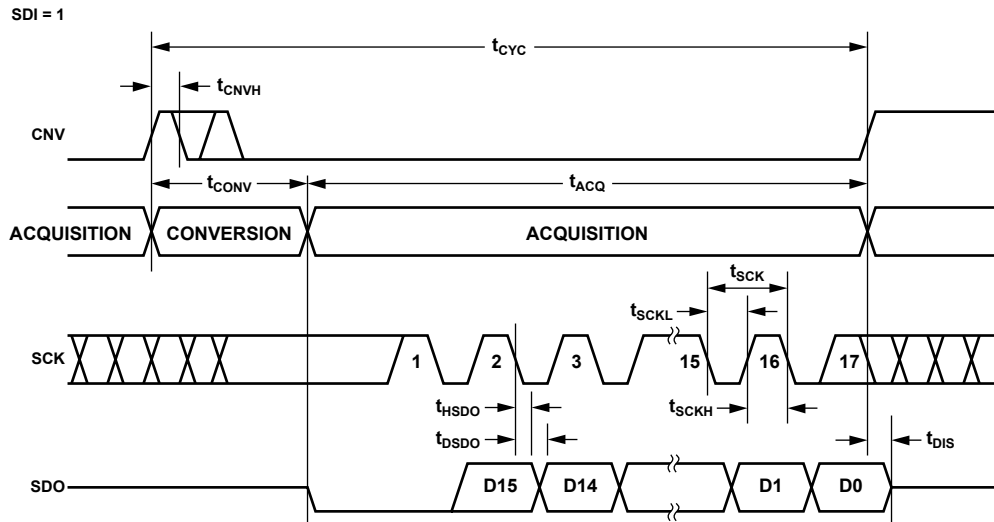 SDI = 1
tCYC
tCNVH
CNV
tCONV
tACQ
ACQUISITION
CONVERSION
ACQUISITION
tSCK
tSCKL
SCK
1
2
3
15
16
17
tHSDO
tSCKH
tDSDO
tDIS
SDO
D15
D14
D1
D0